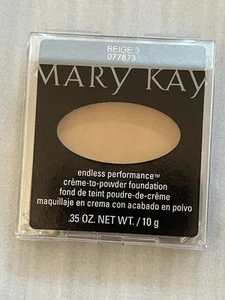 BEIGE 3
077873
MARY KAY
endless performance™
crème-to-powder foundation
fond de teint poudre-de-crème
maquillaje en crema con acabado en polvo
.35 OZ. NET WT. / 10 g